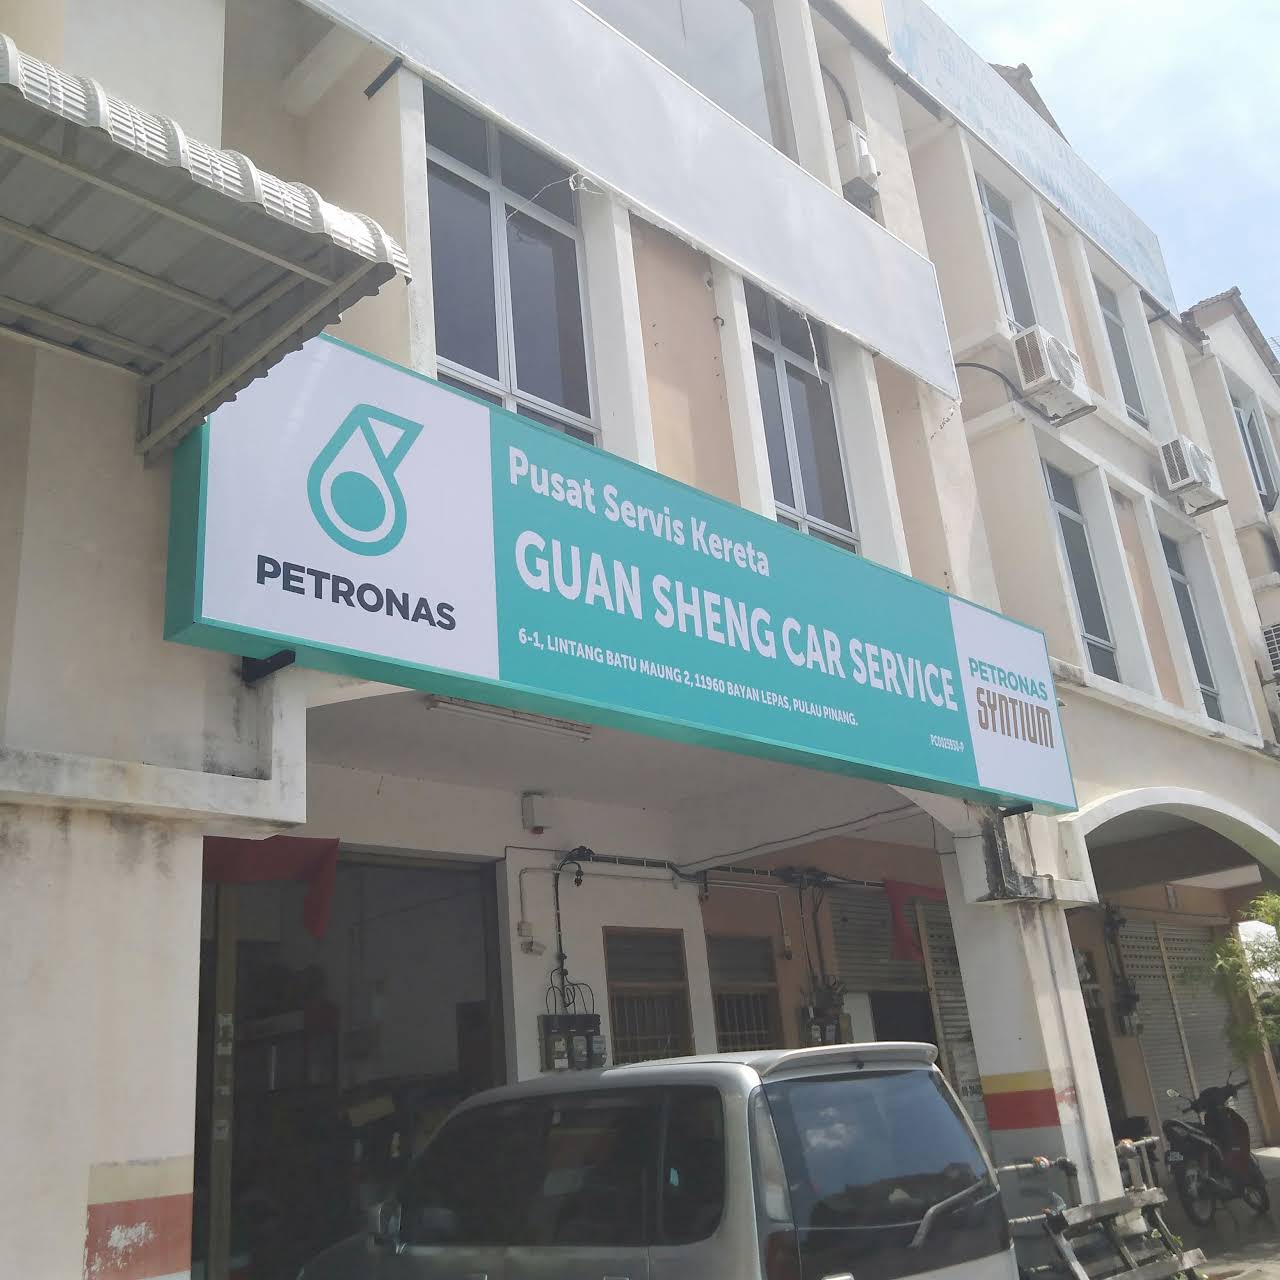 PETRONAS
Pusat Servis Kereta
GUAN SHENG CAR SERVICE
6-1, LINTANG BATU MAUNG 2, 11960 BAYAN LEPAS, PULAU PINANG.
PETRONAS
SYNTIUM